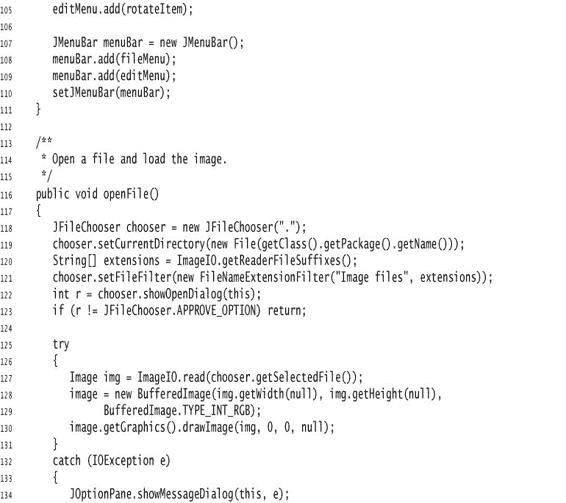 105 editMenu.add(rotateItem);
106
107 JMenuBar menuBar = new JMenuBar();
108 menuBar.add(fileMenu);
109 menuBar.add(editMenu);
110 setJMenuBar(menuBar);
111 }
112
113 /**
114 * Open a file and load the image.
115 */
116 public void openFile()
117 {
118 JFileChooser chooser = new JFileChooser(".");
119 chooser.setCurrentDirectory(new File(getClass().getPackage().getName()));
120 String[] extensions = ImageIO.getReaderFileSuffixes();
121 chooser.setFileFilter(new FileNameExtensionFilter("Image files", extensions));
122 int r = chooser.showOpenDialog(this);
123 if (r != JFileChooser.APPROVE_OPTION) return;
124
125 try
126 {
127 Image img = ImageIO.read(chooser.getSelectedFile());
128 image = new BufferedImage(img.getWidth(null), img.getHeight(null),
129 BufferedImage.TYPE_INT_RGB);
130 image.getGraphics().drawImage(img, 0, 0, null);
131 }
132 catch (IOException e)
133 {
134 JOptionPane.showMessageDialog(this, e);